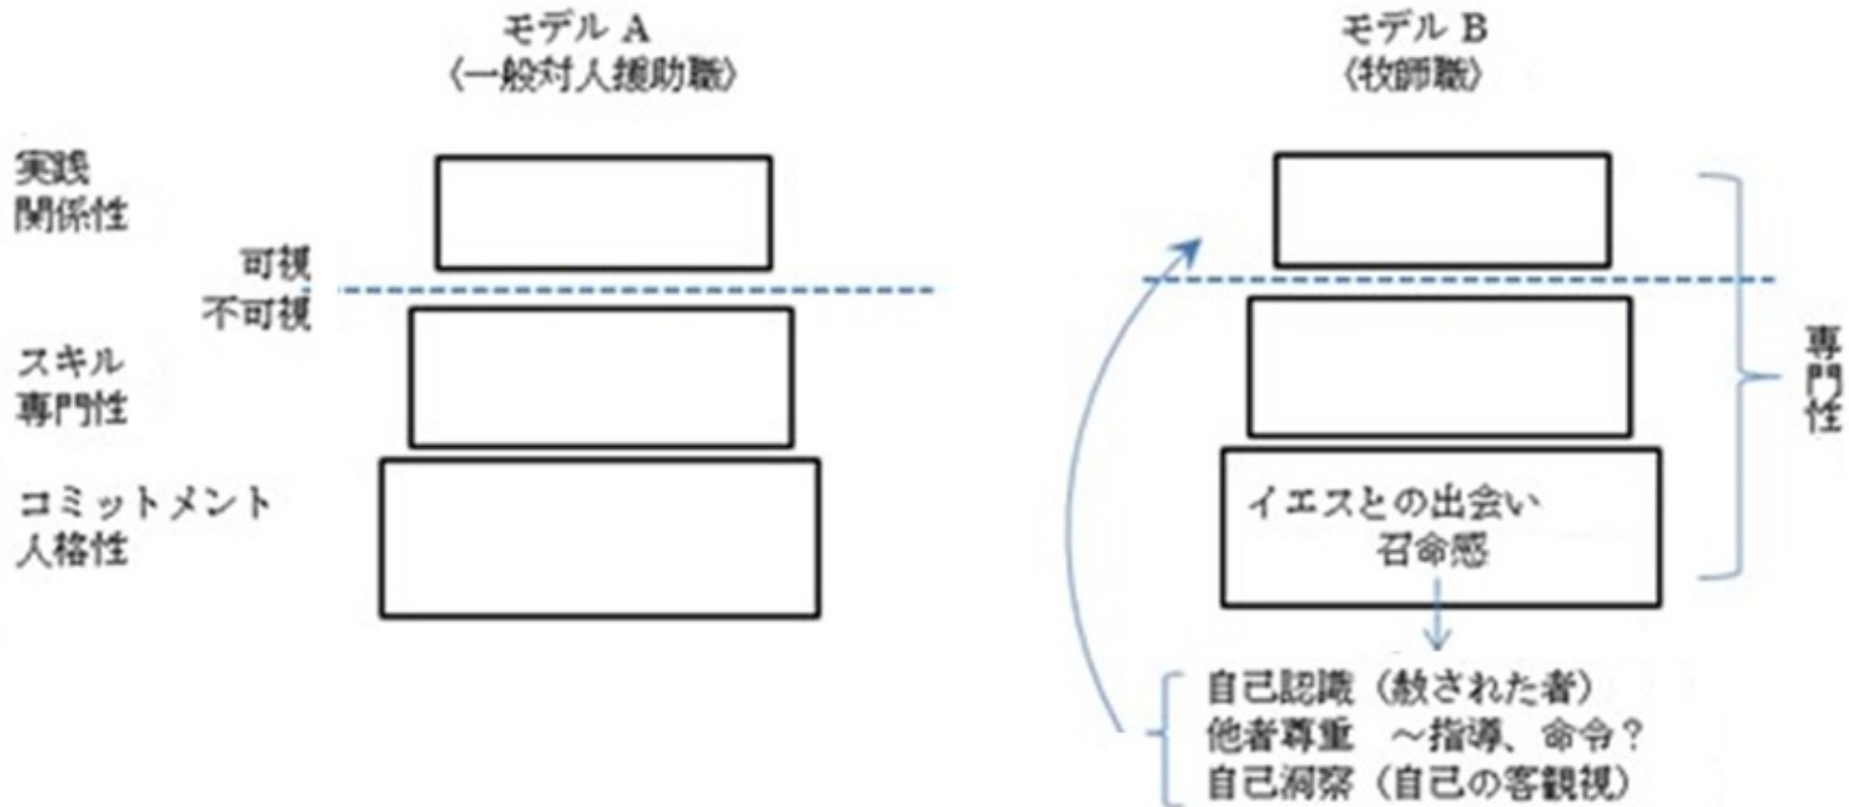 モデル A
〈一般対人援助職〉
モデル B
〈牧師職〉
実践
関係性
可視
不可視
スキル
専門性
コミットメント
人格性
イエスとの出会い
召命感
専門性
自己認識（赦された者）
他者尊重　～指導、命令？
自己洞察（自己の客観視）